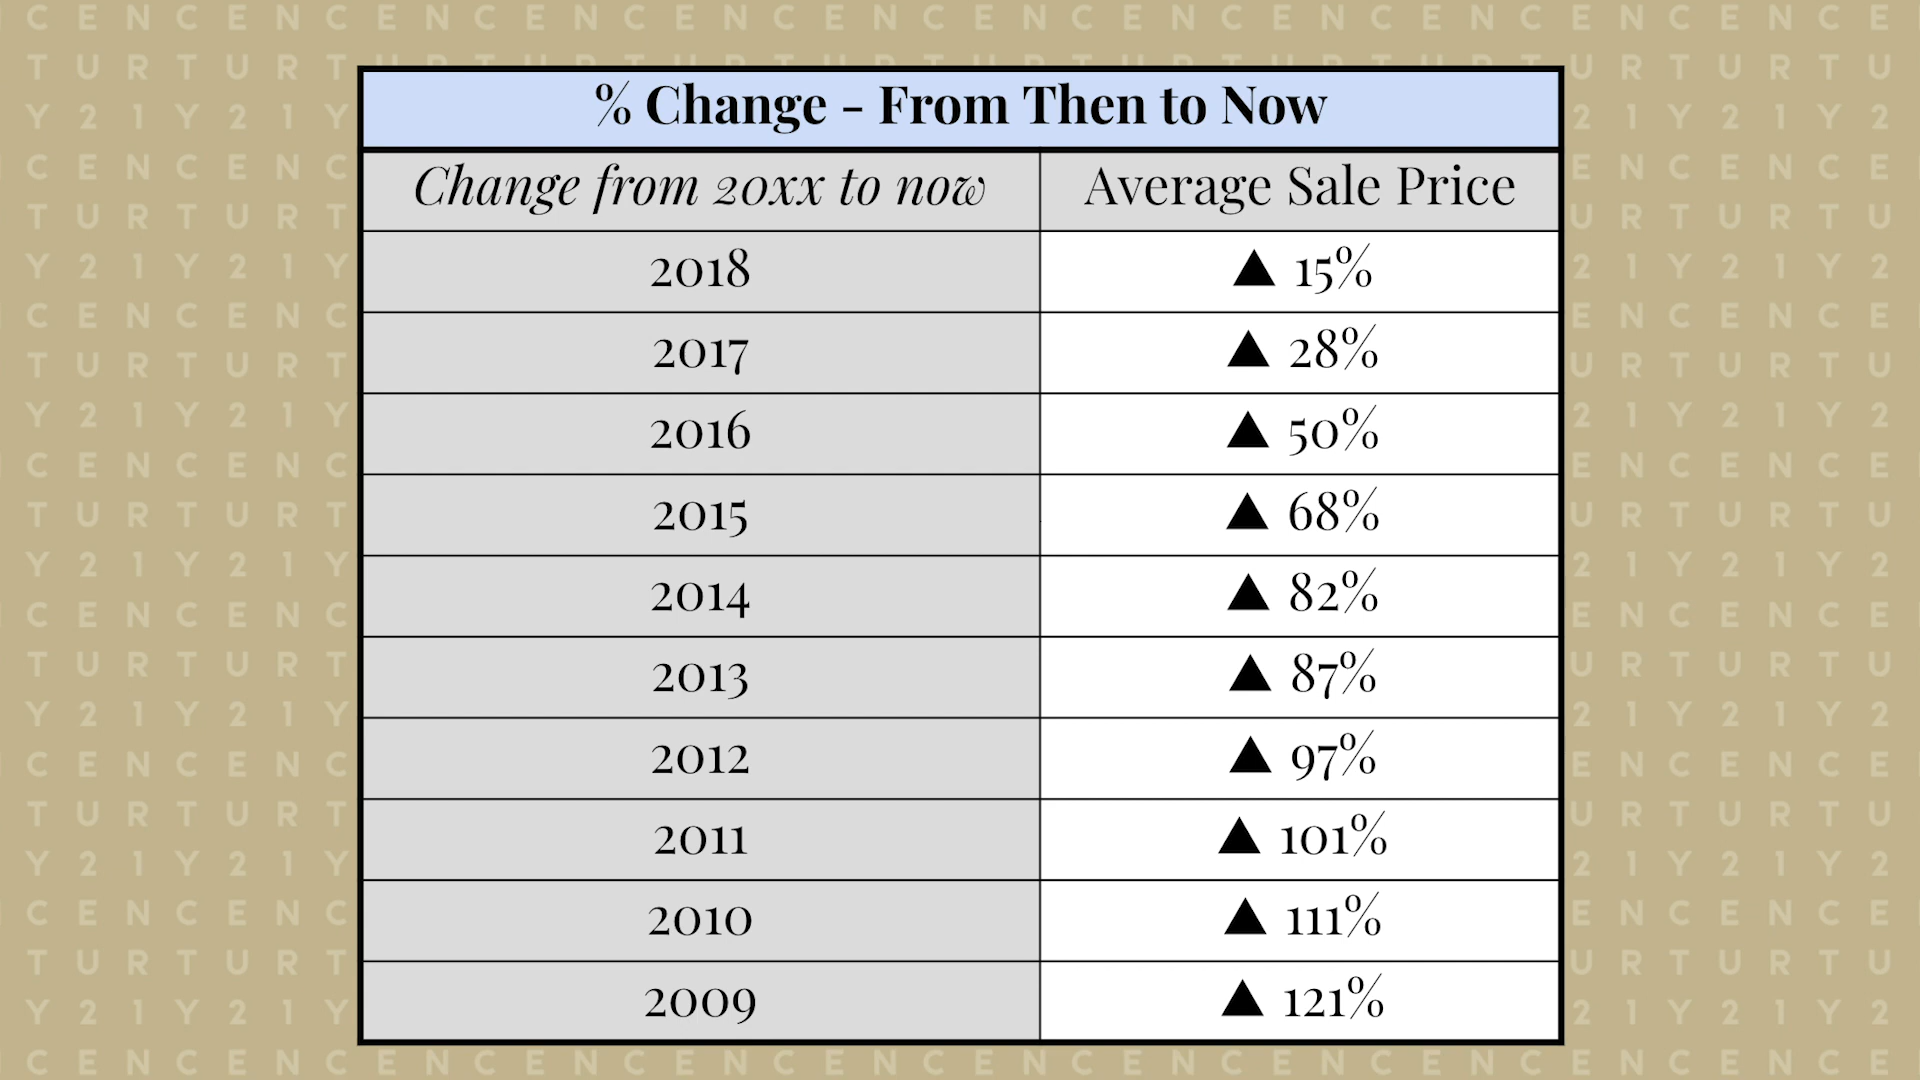 % Change - From Then to Now
Change from 20xx to now Average Sale Price
2018 ▲ 15%
2017 ▲ 28%
2016 ▲ 50%
2015 ▲ 68%
2014 ▲ 82%
2013 ▲ 87%
2012 ▲ 97%
2011 ▲ 101%
2010 ▲ 111%
2009 ▲ 121%